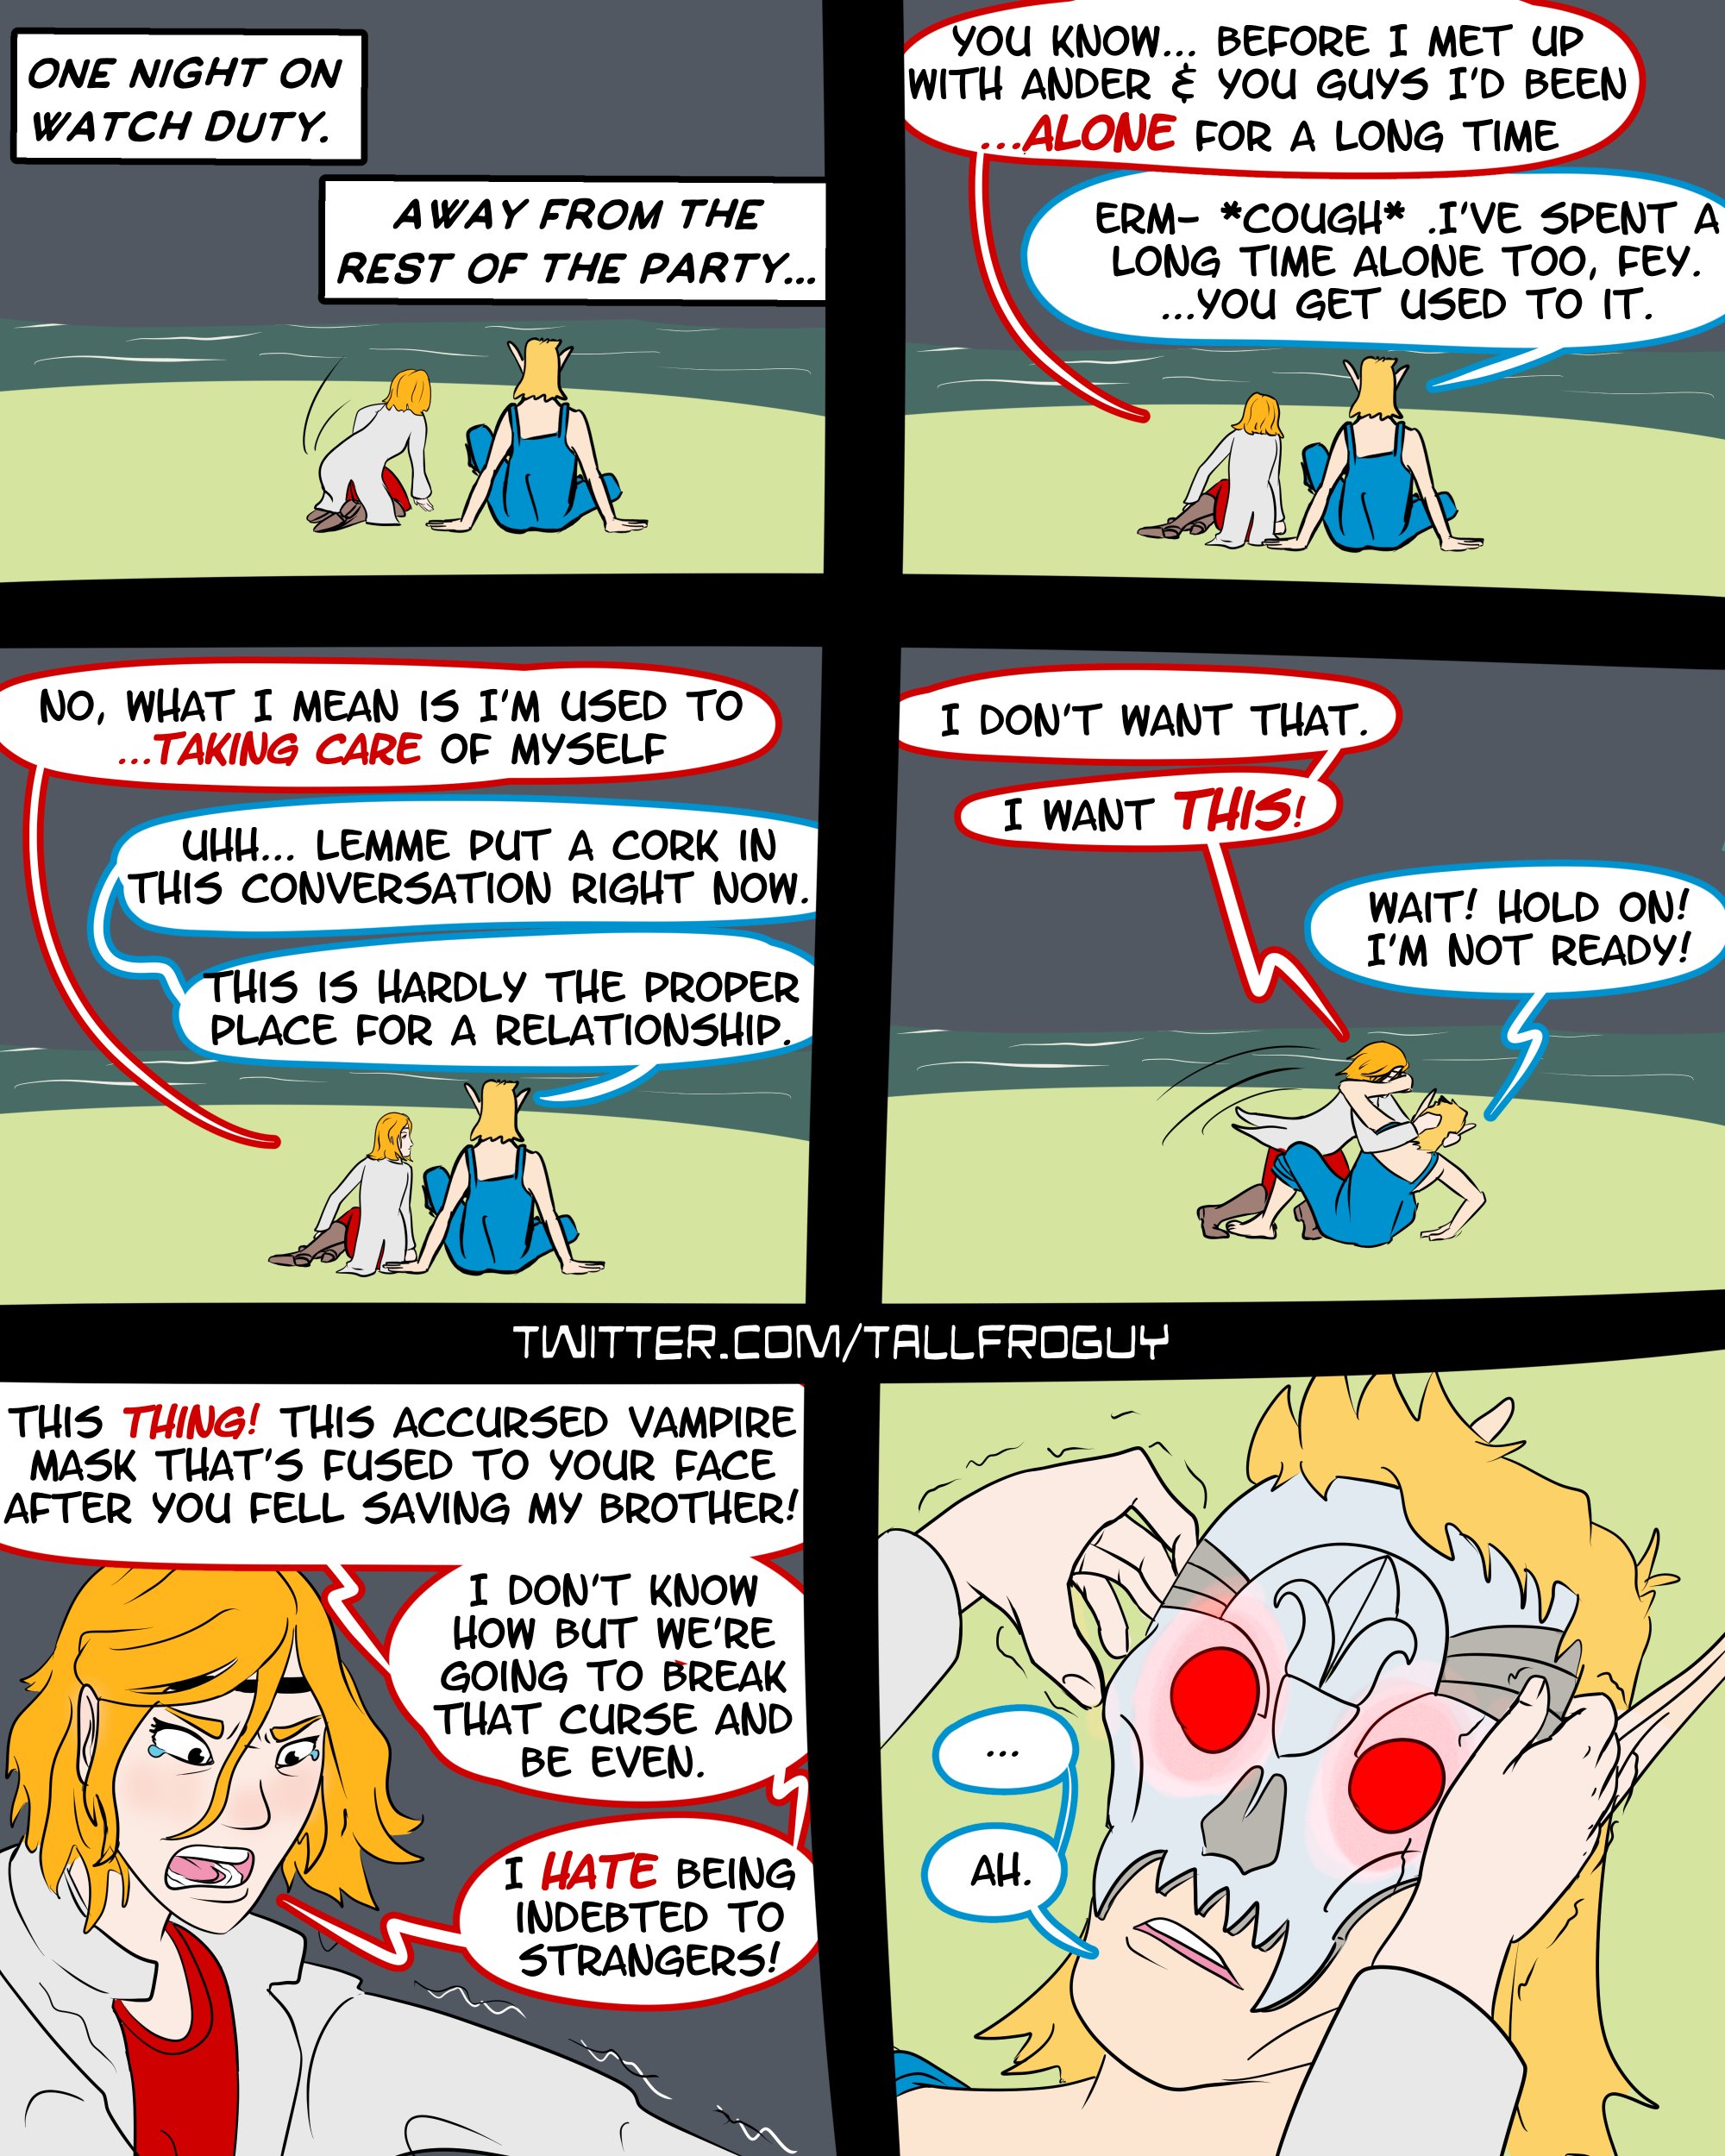 ONE NIGHT ON
WATCH DUTY.
AWAY FROM THE
REST OF THE PARTY...
YOU KNOW... BEFORE I MET UP
WITH ANDER & YOU GUYS I'D BEEN
...ALONE FOR A LONG TIME
ERM- *COUGH* .I'VE SPENT A
LONG TIME ALONE TOO, FEY.
...YOU GET USED TO IT.
NO, WHAT I MEAN IS I'M USED TO
...TAKING CARE OF MYSELF
UHH... LEMME PUT A CORK IN
THIS CONVERSATION RIGHT NOW.
THIS IS HARDLY THE PROPER
PLACE FOR A RELATIONSHIP.
I DON'T WANT THAT.
I WANT THIS!
WAIT! HOLD ON!
I'M NOT READY!
TWITTER.COM/TALLFROGUY
THIS THING! THIS ACCURSED VAMPIRE
MASK THAT'S FUSED TO YOUR FACE
AFTER YOU FELL SAVING MY BROTHER!
I DON'T KNOW
HOW BUT WE'RE
GOING TO BREAK
THAT CURSE AND
BE EVEN.
I HATE BEING
INDEBTED TO
STRANGERS!
...
AH.